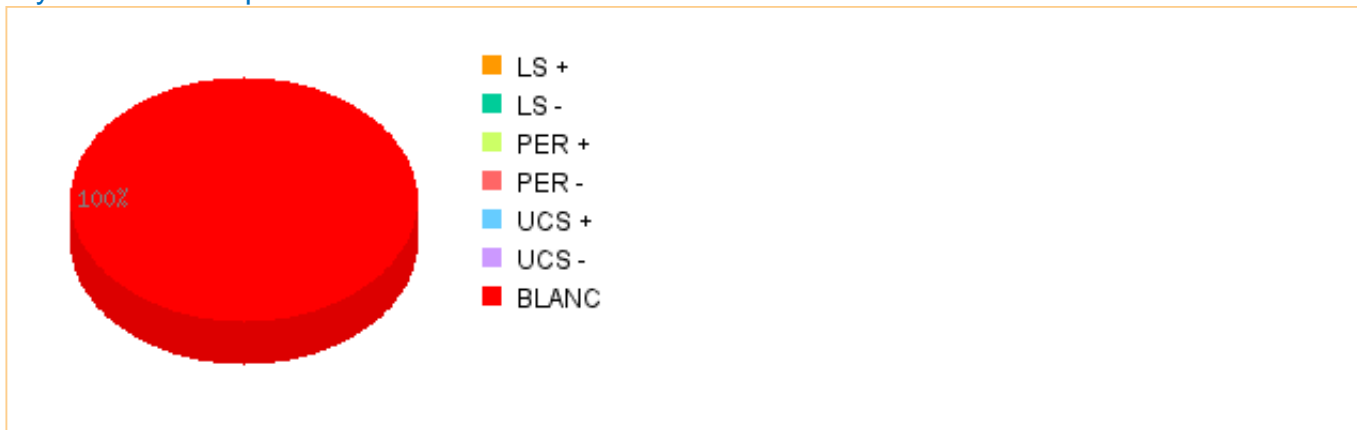 100%
LS +
LS -
PER +
PER -
UCS +
UCS -
BLANC